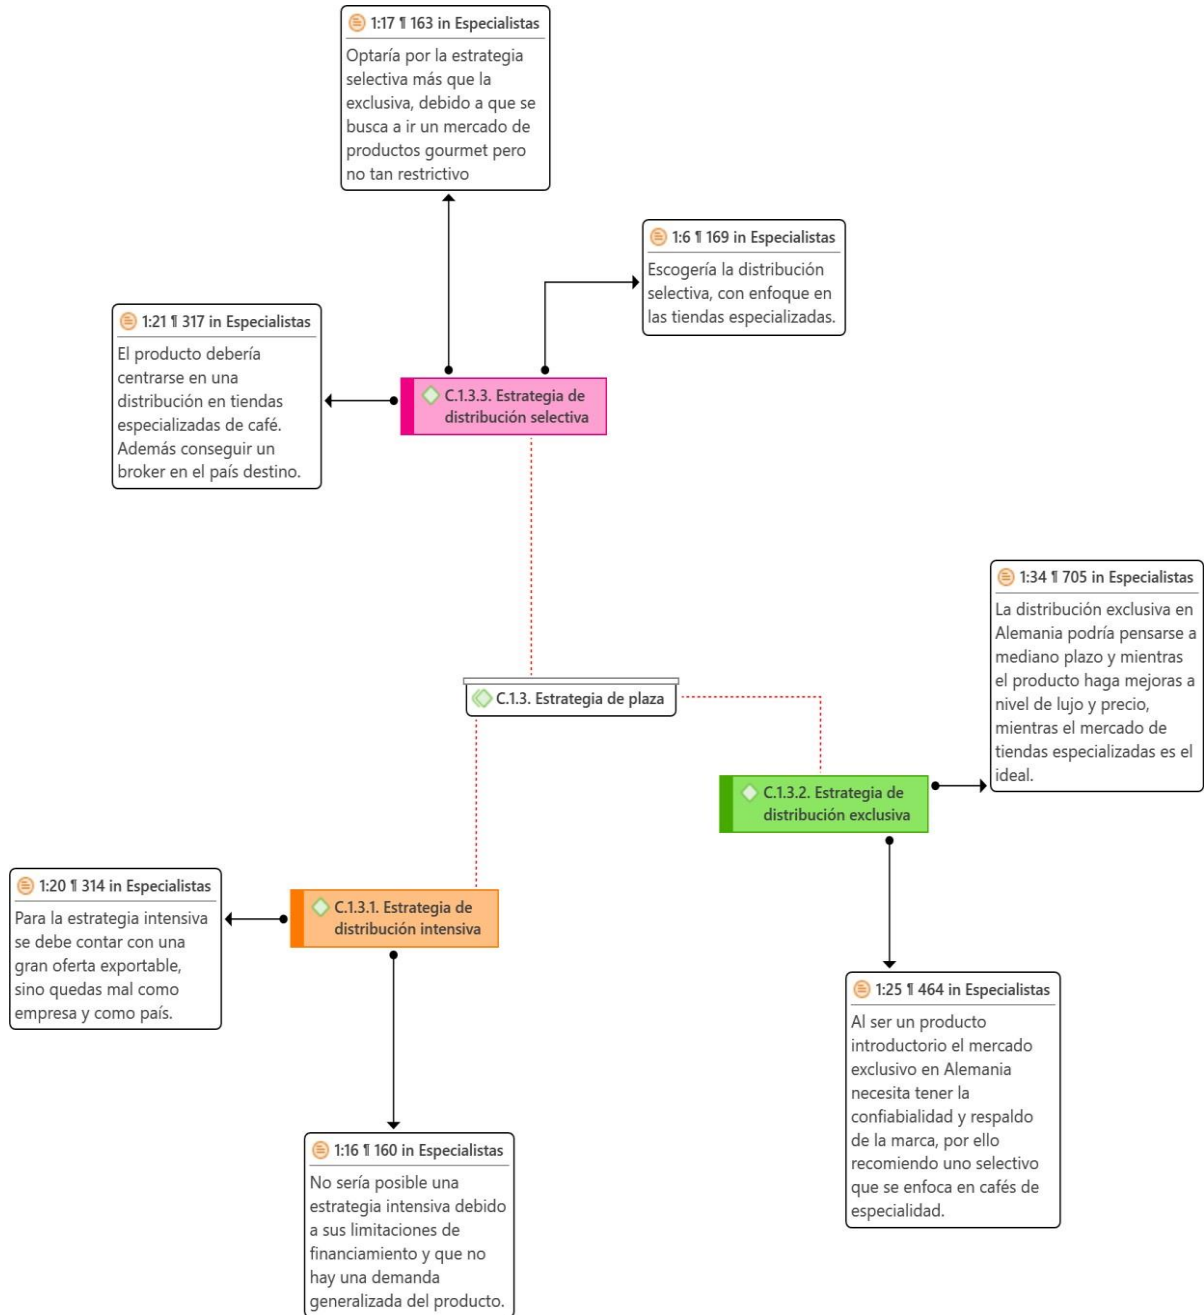 1:17 ¶ 163 in Especialistas
Optaría por la estrategia
selectiva más que la
exclusiva, debido a que se
busca a ir un mercado de
productos gourmet pero
no tan restrictivo
1:6 ¶ 169 in Especialistas
Escogería la distribución
selectiva, con enfoque en
las tiendas especializadas.
1:21 ¶ 317 in Especialistas
El producto debería
centrarse en una
distribución en tiendas
especializadas de café.
Además conseguir un
broker en el país destino.
C.1.3.3. Estrategia de
distribución selectiva
1:34 ¶ 705 in Especialistas
La distribución exclusiva en
Alemania podría pensarse a
mediano plazo y mientras
el producto haga mejoras a
nivel de lujo y precio,
mientras el mercado de
tiendas especializadas es el
ideal.
C.1.3. Estrategia de plaza
C.1.3.2. Estrategia de
distribución exclusiva
1:20 ¶ 314 in Especialistas
Para la estrategia intensiva
se debe contar con una
gran oferta exportable,
sino quedas mal como
empresa y como país.
C.1.3.1. Estrategia de
distribución intensiva
1:25 ¶ 464 in Especialistas
Al ser un producto
introductorio el mercado
exclusivo en Alemania
necesita tener la
confiabialidad y respaldo
de la marca, por ello
recomiendo uno selectivo
que se enfoca en cafés de
especialidad.
1:16 ¶ 160 in Especialistas
No sería posible una
estrategia intensiva debido
a sus limitaciones de
financiamiento y que no
hay una demanda
generalizada del producto.